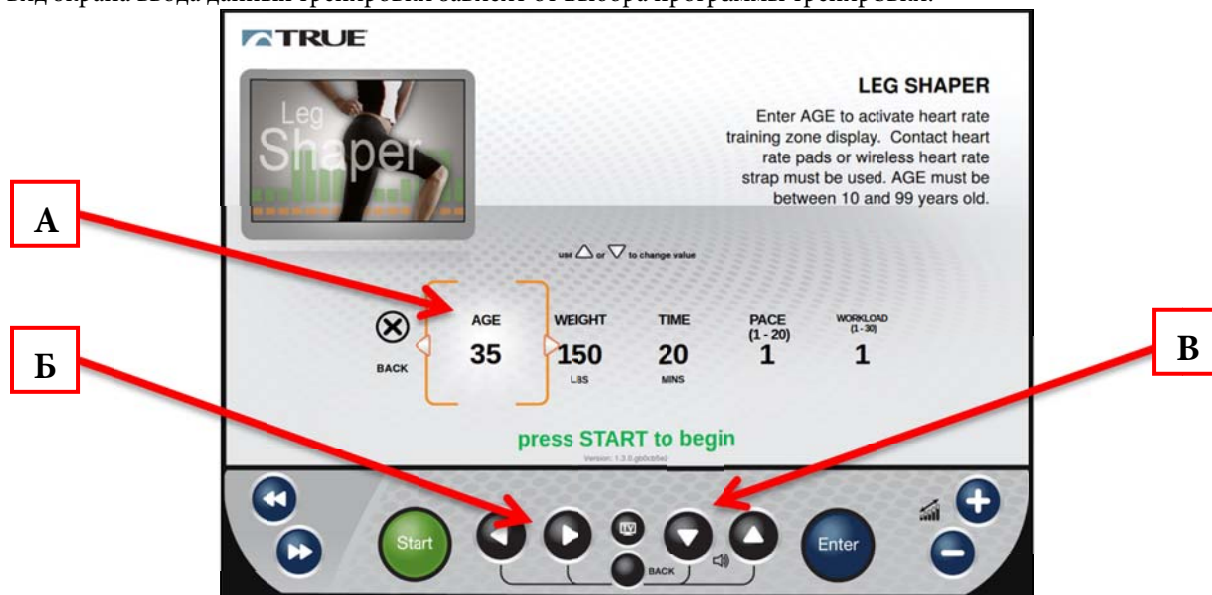 вид экрана ввода данных тренировки зависит от выбора программы тренировки.
TRUE
Leg
Shaper
LEG SHAPER
Enter AGE to activate heart rate
training zone display. Contact heart
rate pads or wireless heart rate
strap must be used. AGE must be
between 10 and 99 years old.
А
use or to change value
AGE
35
WEIGHT
150
LBS
TIME
20
MINS
PACE
(1 - 20)
1
WORKLOAD
(1 - 30)
1
BACK
Б
В
press START to begin
Start
TV
BACK
Enter